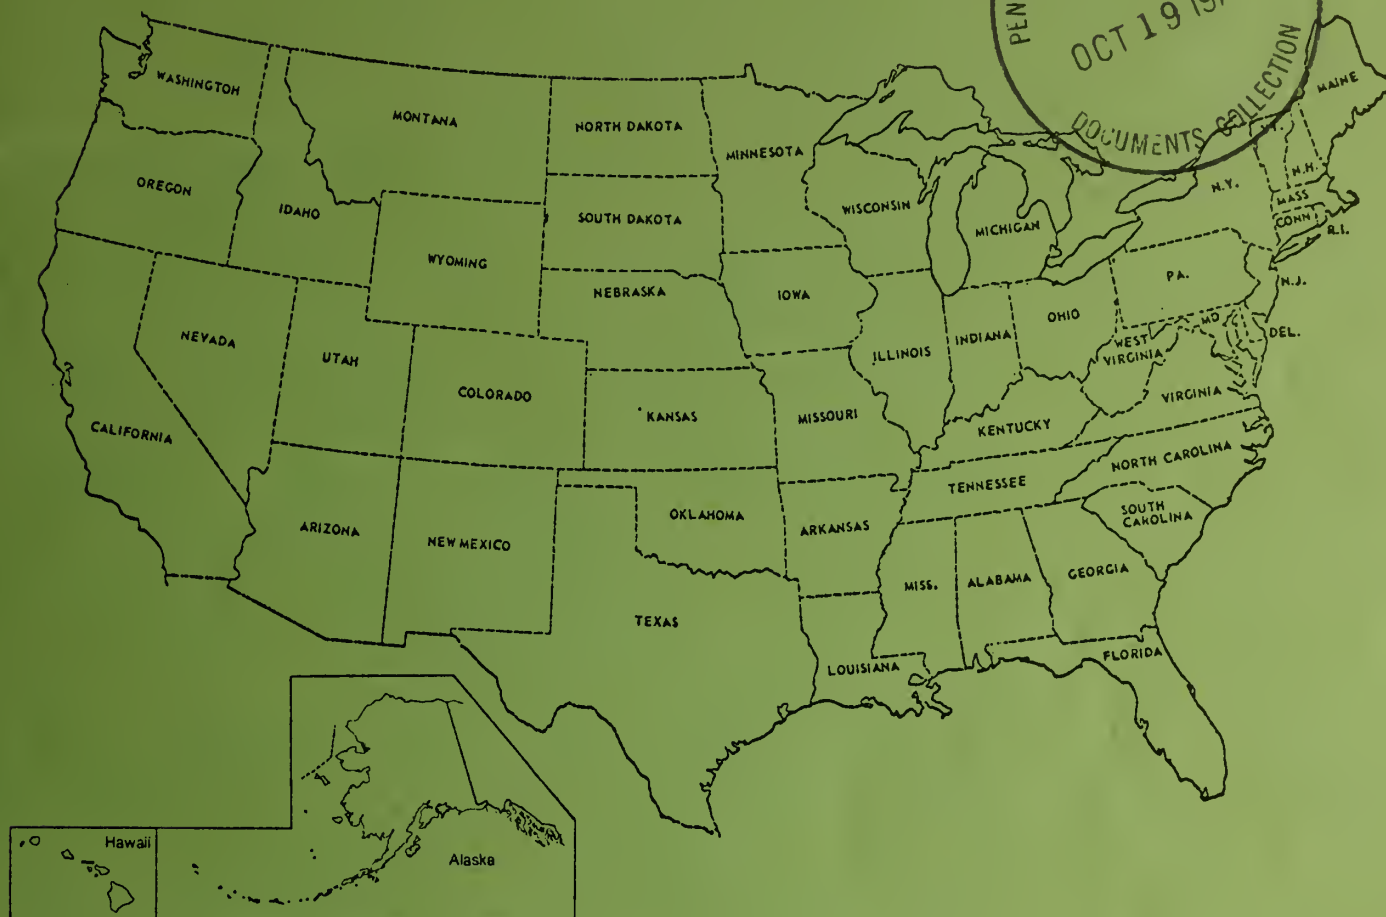 PEN
OCT 19 19
DOCUMENTS COLLECTION
WASHINGTON
MONTANA
NORTH DAKOTA
MINNESOTA
MAINE
OREGON
IDAHO
SOUTH DAKOTA
WISCONSIN
MICHIGAN
N.Y.
N.H.
MASS
CONN
R.I.
WYOMING
NEBRASKA
IOWA
PA.
N.J.
NEVADA
UTAH
COLORADO
KANSAS
MISSOURI
ILLINOIS
INDIANA
OHIO
WEST
VIRGINIA
MD
DEL.
CALIFORNIA
VIRGINIA
KENTUCKY
NORTH CAROLINA
TENNESSEE
SOUTH
CAROLINA
ARIZONA
NEW MEXICO
OKLAHOMA
ARKANSAS
MISS.
ALABAMA
GEORGIA
TEXAS
LOUISIANA
FLORIDA
Hawaii
Alaska